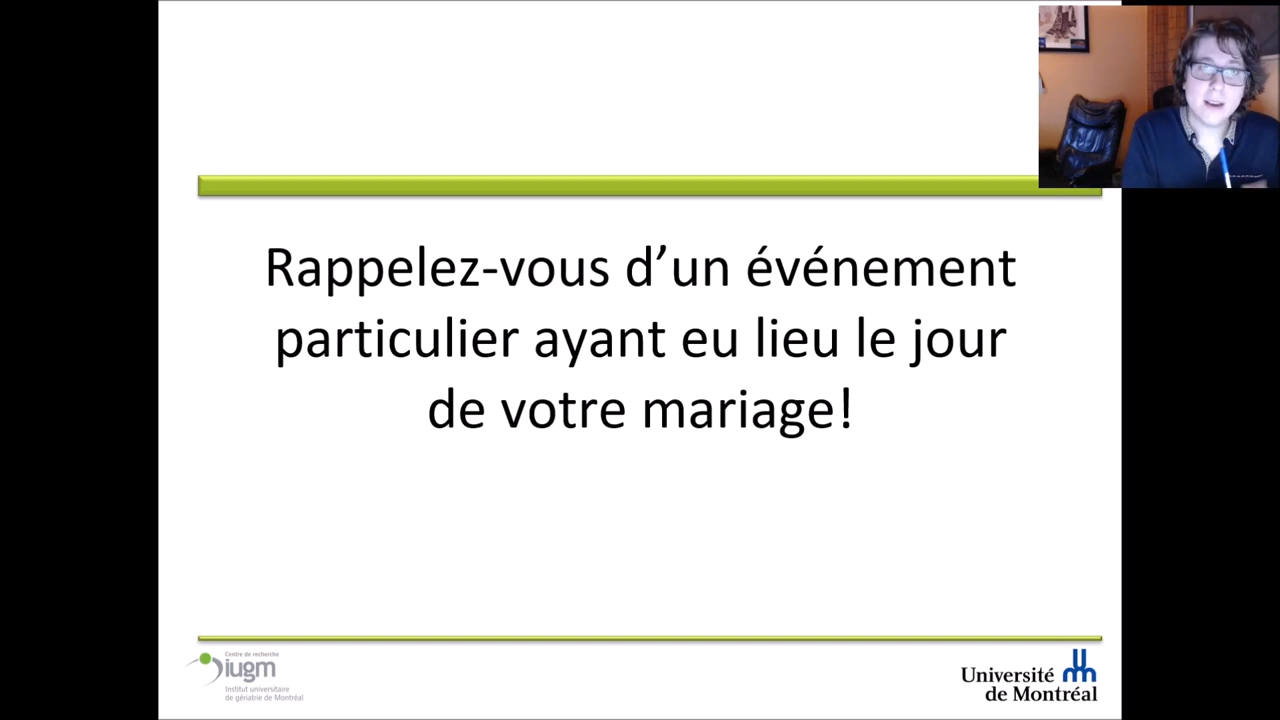 Rappelez-vous d’un événement
particulier ayant eu lieu le jour
de votre mariage!
Centre de recherche
iugm
Institut universitaire
de gériatrie de Montréal
Université
de Montréal